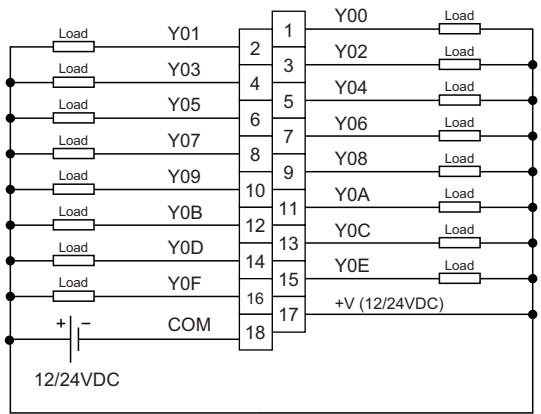 Load Y01 2 1 Y00 Load
Load Y03 4 3 Y02 Load
Load Y05 6 5 Y04 Load
Load Y07 8 7 Y06 Load
Load Y09 10 9 Y08 Load
Load Y0B 12 11 Y0A Load
Load Y0D 14 13 Y0C Load
Load Y0F 16 15 Y0E Load
+ − COM 18 17 +V (12/24VDC)
12/24VDC